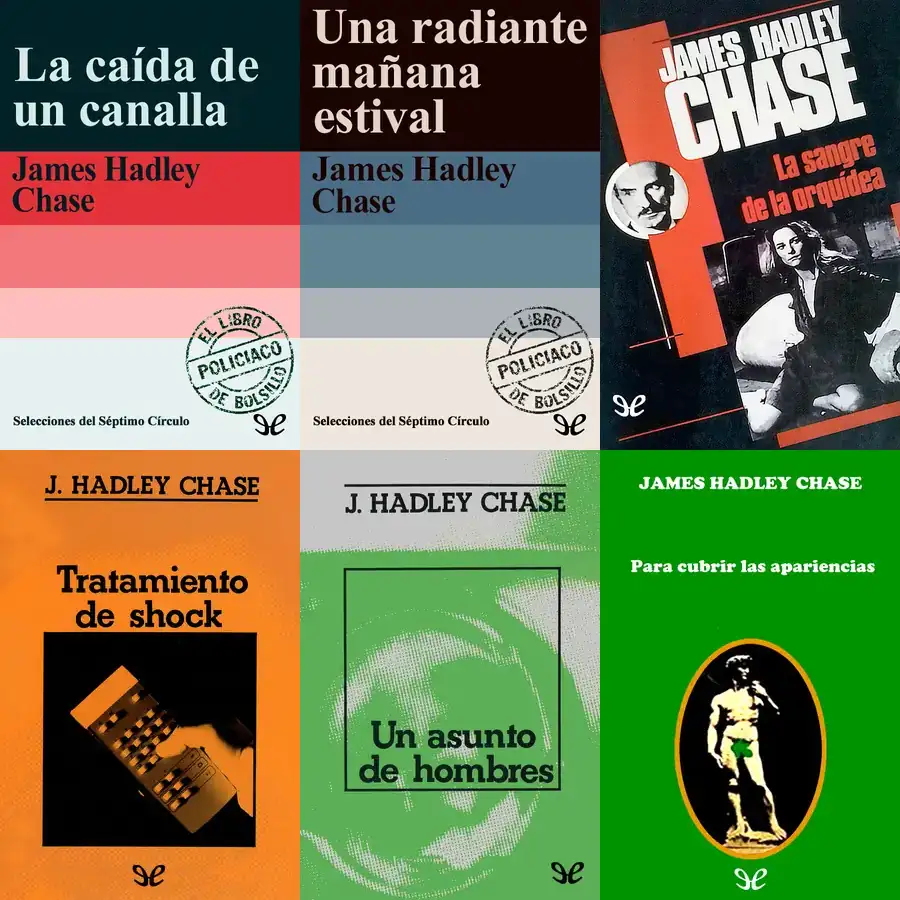 La caída de
un canalla
James Hadley
Chase
EL LIBRO
POLICIACO
DE BOLSILLO
Selecciones del Séptimo Círculo
Una radiante
mañana
estival
James Hadley
Chase
EL LIBRO
POLICIACO
DE BOLSILLO
Selecciones del Séptimo Círculo
JAMES HADLEY
CHASE
La sangre
de la orquídea
J. HADLEY CHASE
Tratamiento
de shock
J. HADLEY CHASE
Un asunto
de hombres
JAMES HADLEY CHASE
Para cubrir las apariencias